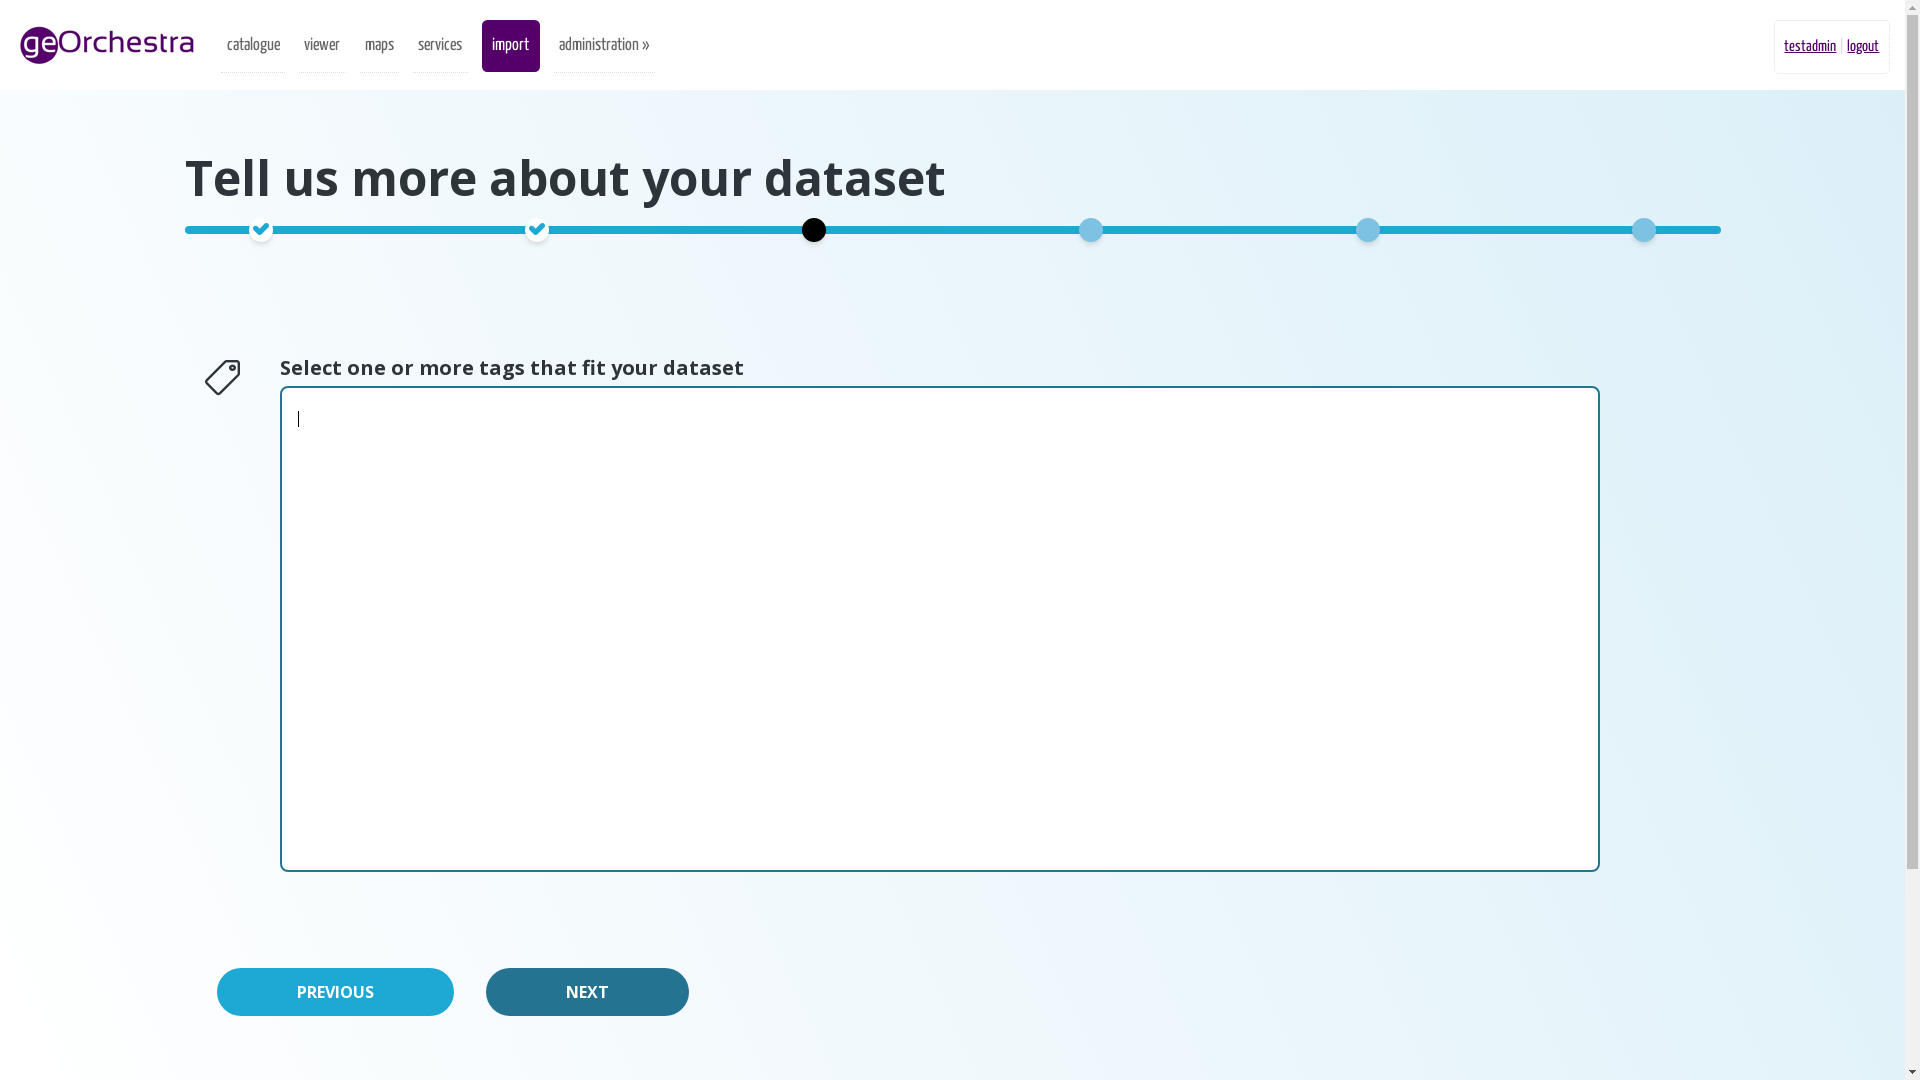 geOrchestra catalogue viewer maps services import administration » testadmin logout
Tell us more about your dataset
Select one or more tags that fit your dataset
PREVIOUS NEXT